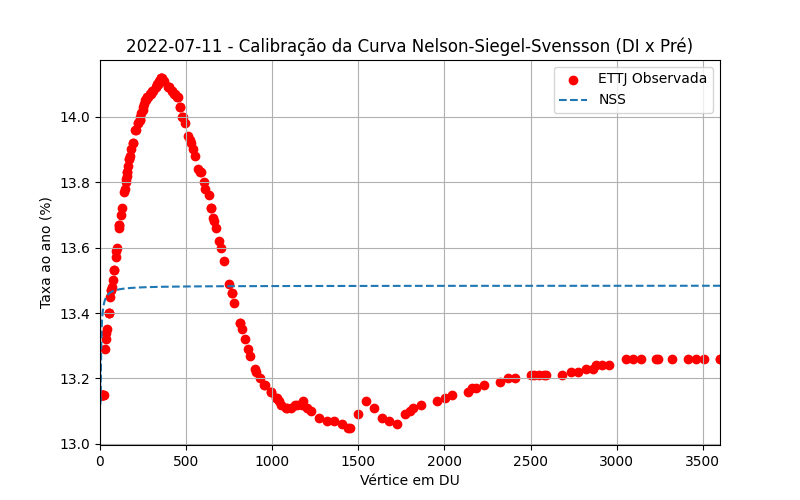 2022-07-11 - Calibração da Curva Nelson-Siegel-Svensson (DI x Pré)
ETTJ Observada
NSS
Taxa ao ano (%)
14.0
13.8
13.6
13.4
13.2
13.0
0 500 1000 1500 2000 2500 3000 3500
Vértice em DU